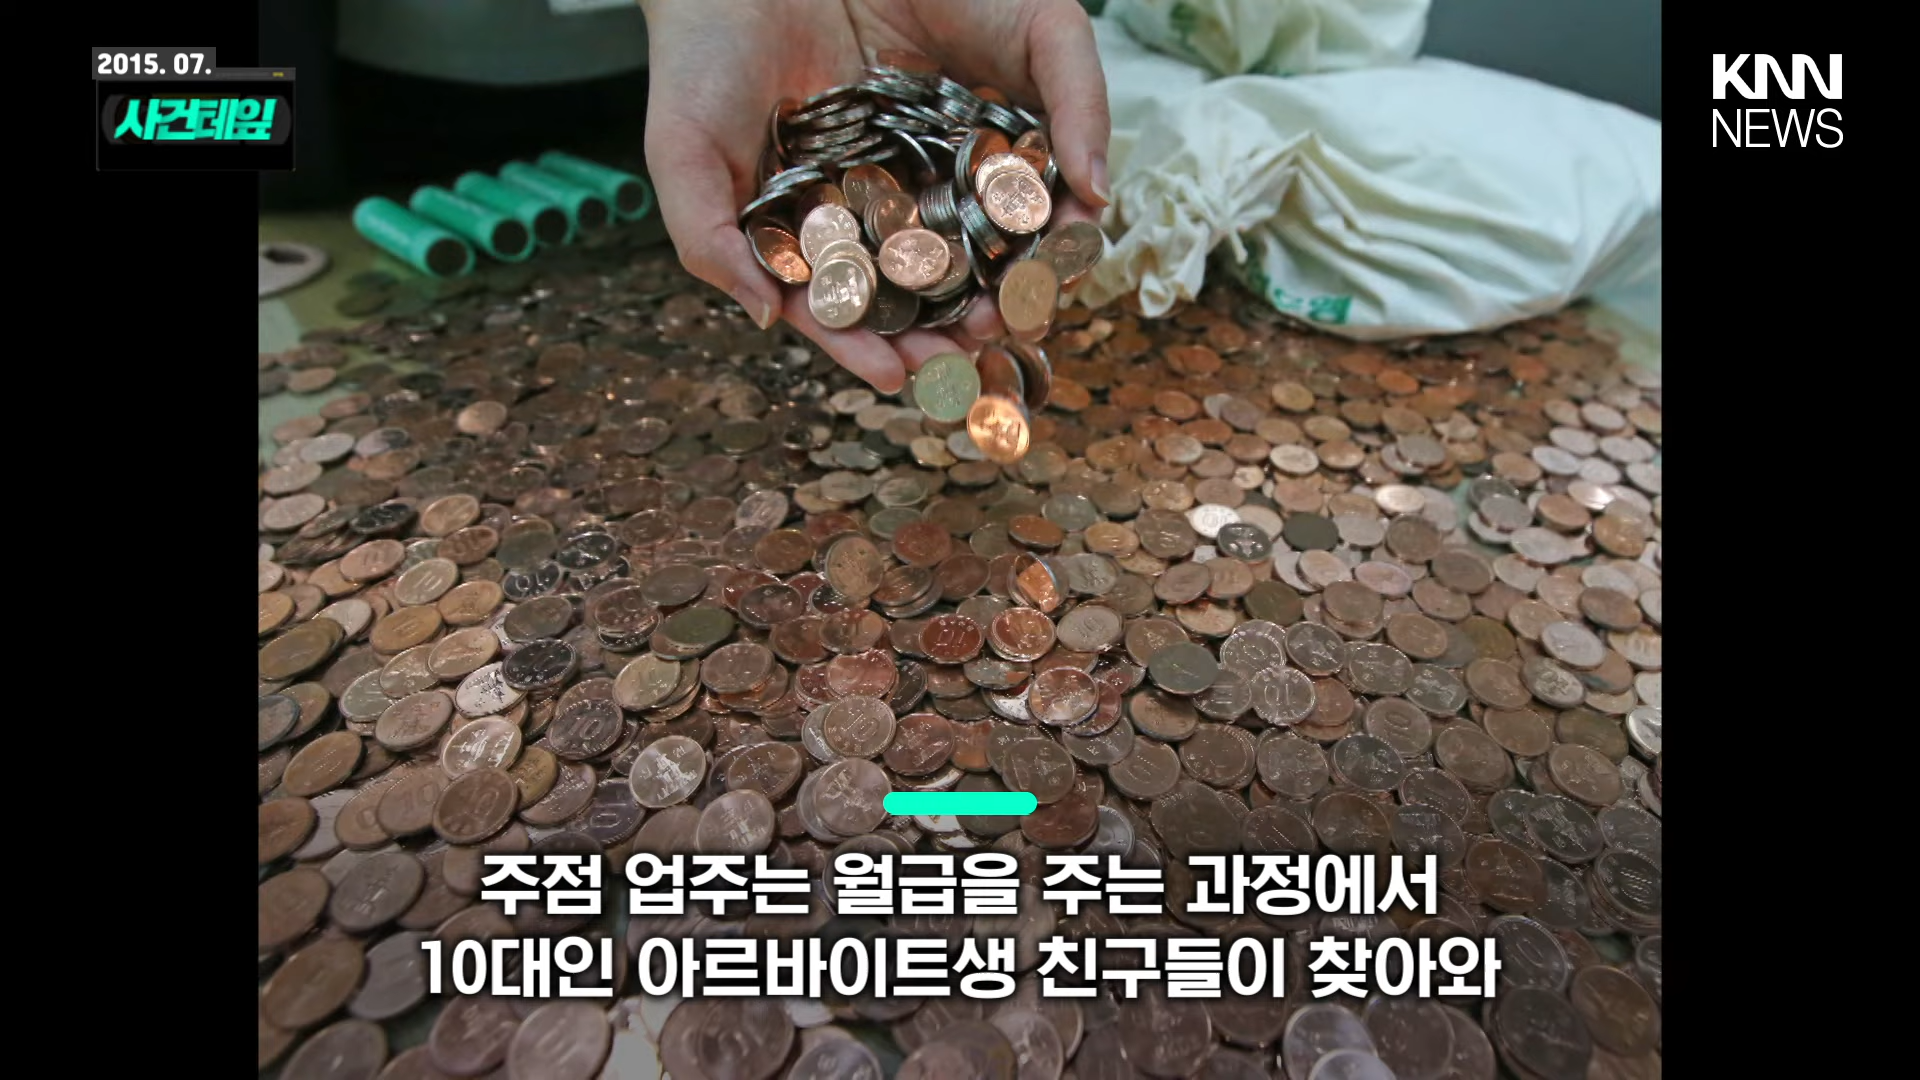 2015. 07.
사건테잎
KNN
NEWS
주점 업주는 월급을 주는 과정에서
10대인 아르바이트생 친구들이 찾아와